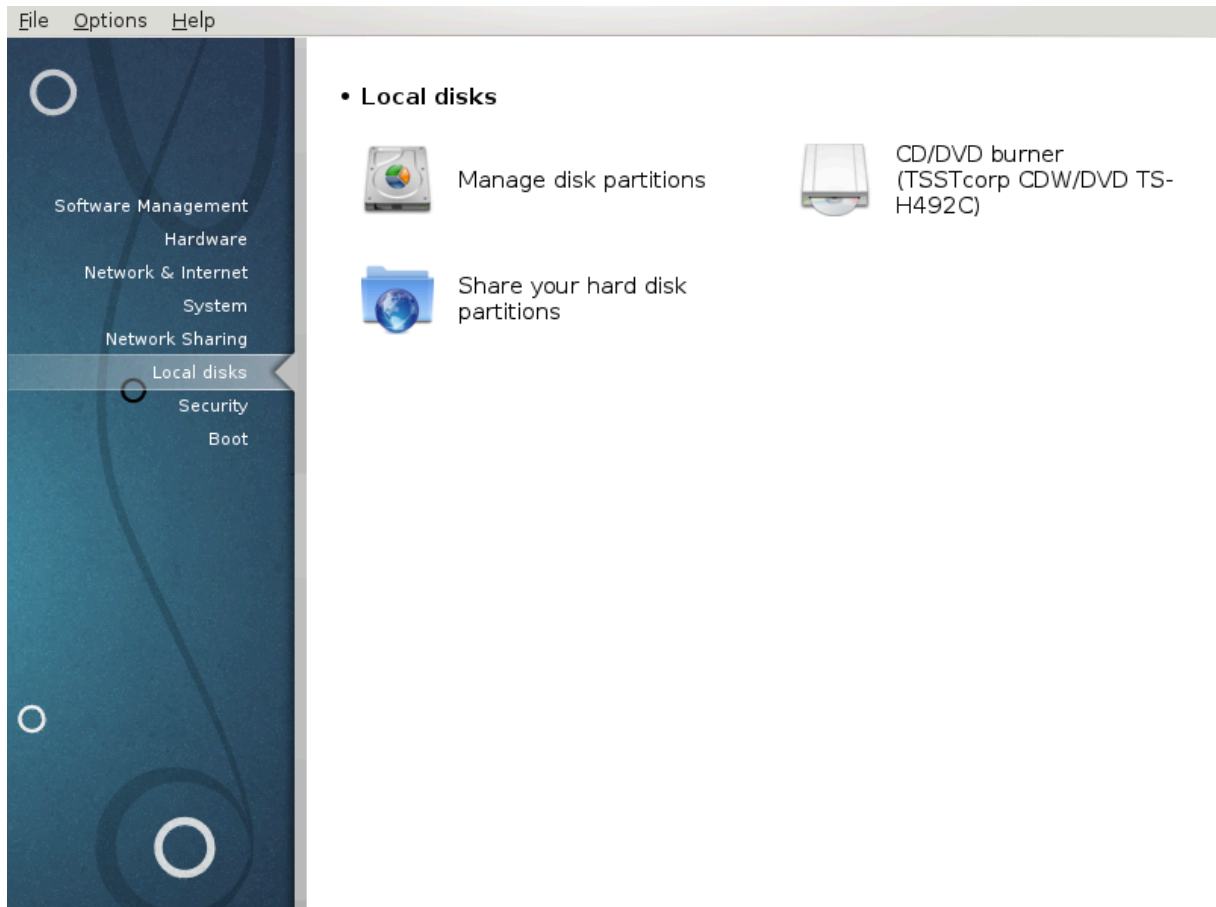 File Options Help
Software Management
Hardware
Network & Internet
System
Network Sharing
Local disks
Security
Boot
• Local disks
Manage disk partitions
CD/DVD burner
(TSSTcorp CDW/DVD TS-
H492C)
Share your hard disk
partitions